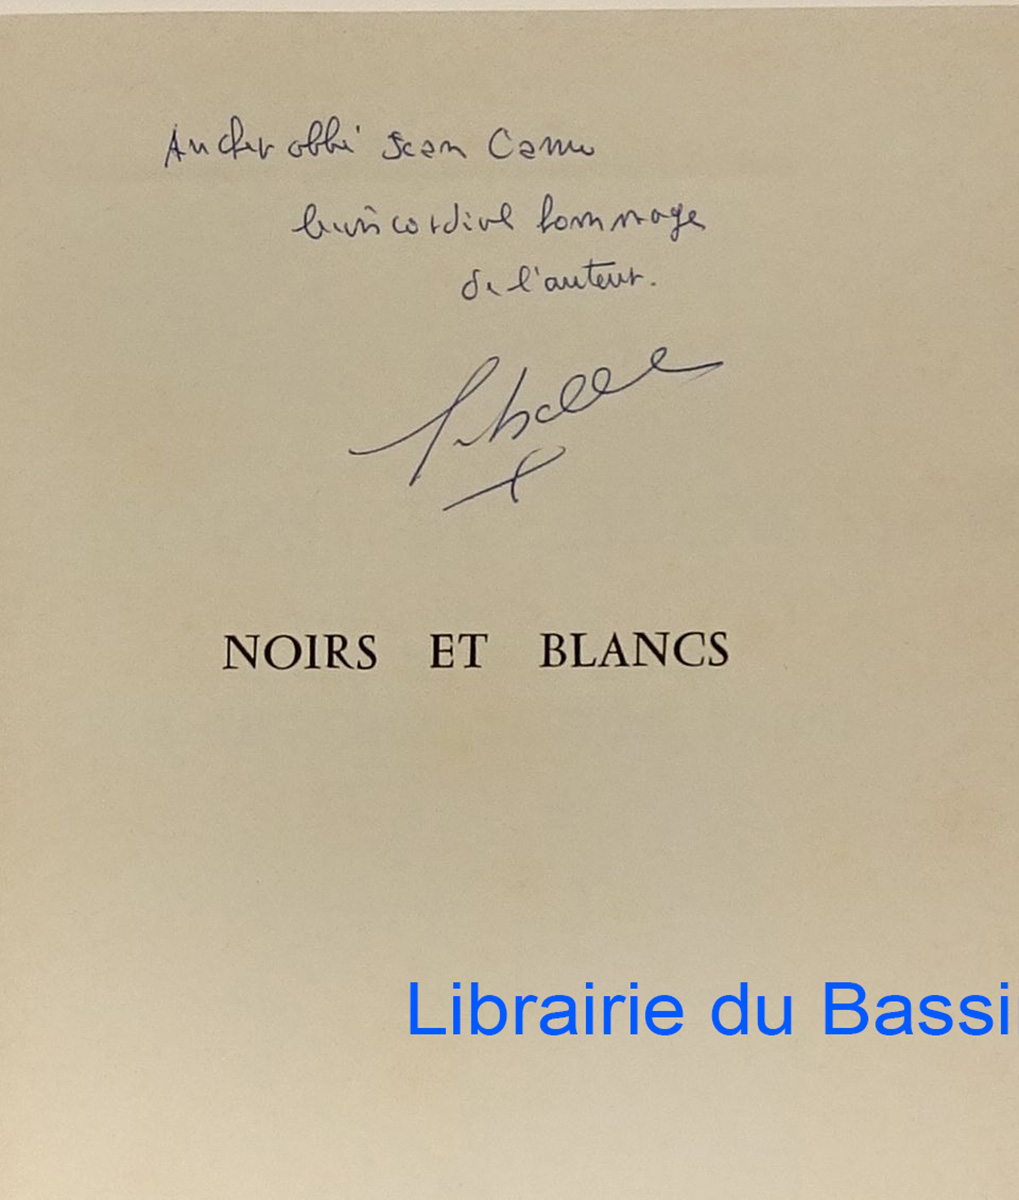 Au cher abbé Jean Camu
bien cordial hommage
de l'auteur.
NOIRS ET BLANCS
Librairie du Bassi